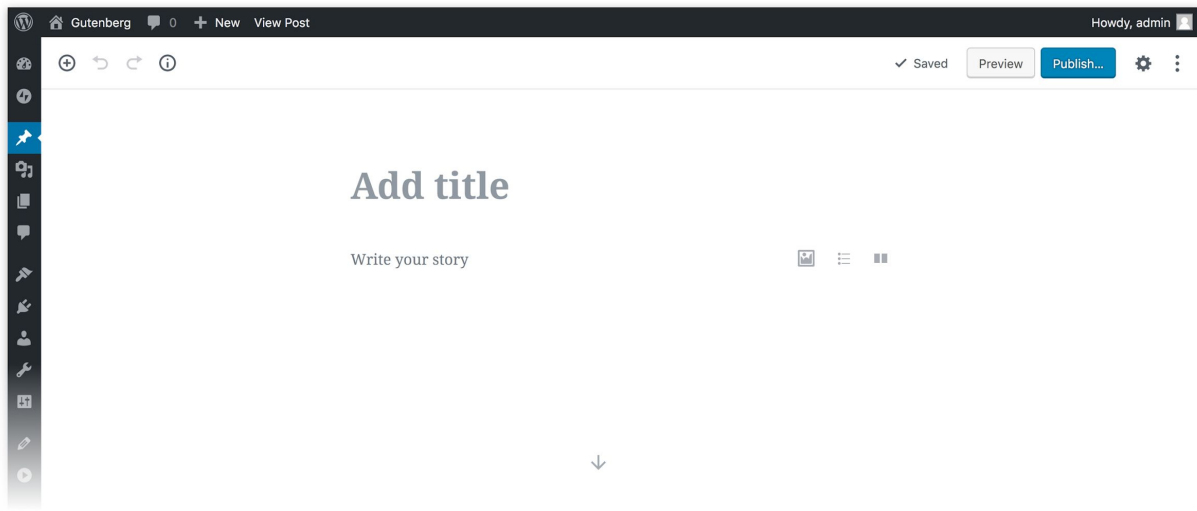 Gutenberg 0 New View Post Howdy, admin
Saved Preview Publish...
Add title
Write your story